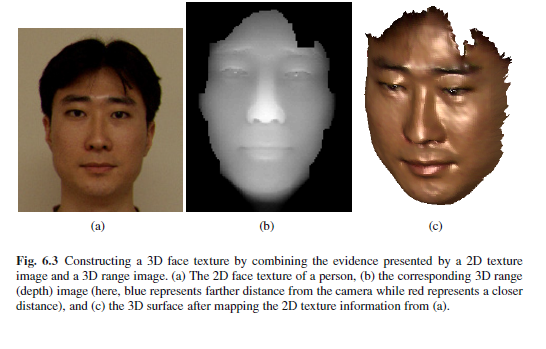 (a)
(b)
(c)
Fig. 6.3 Constructing a 3D face texture by combining the evidence presented by a 2D texture
image and a 3D range image. (a) The 2D face texture of a person, (b) the corresponding 3D range
(depth) image (here, blue represents farther distance from the camera while red represents a closer
distance), and (c) the 3D surface after mapping the 2D texture information from (a).